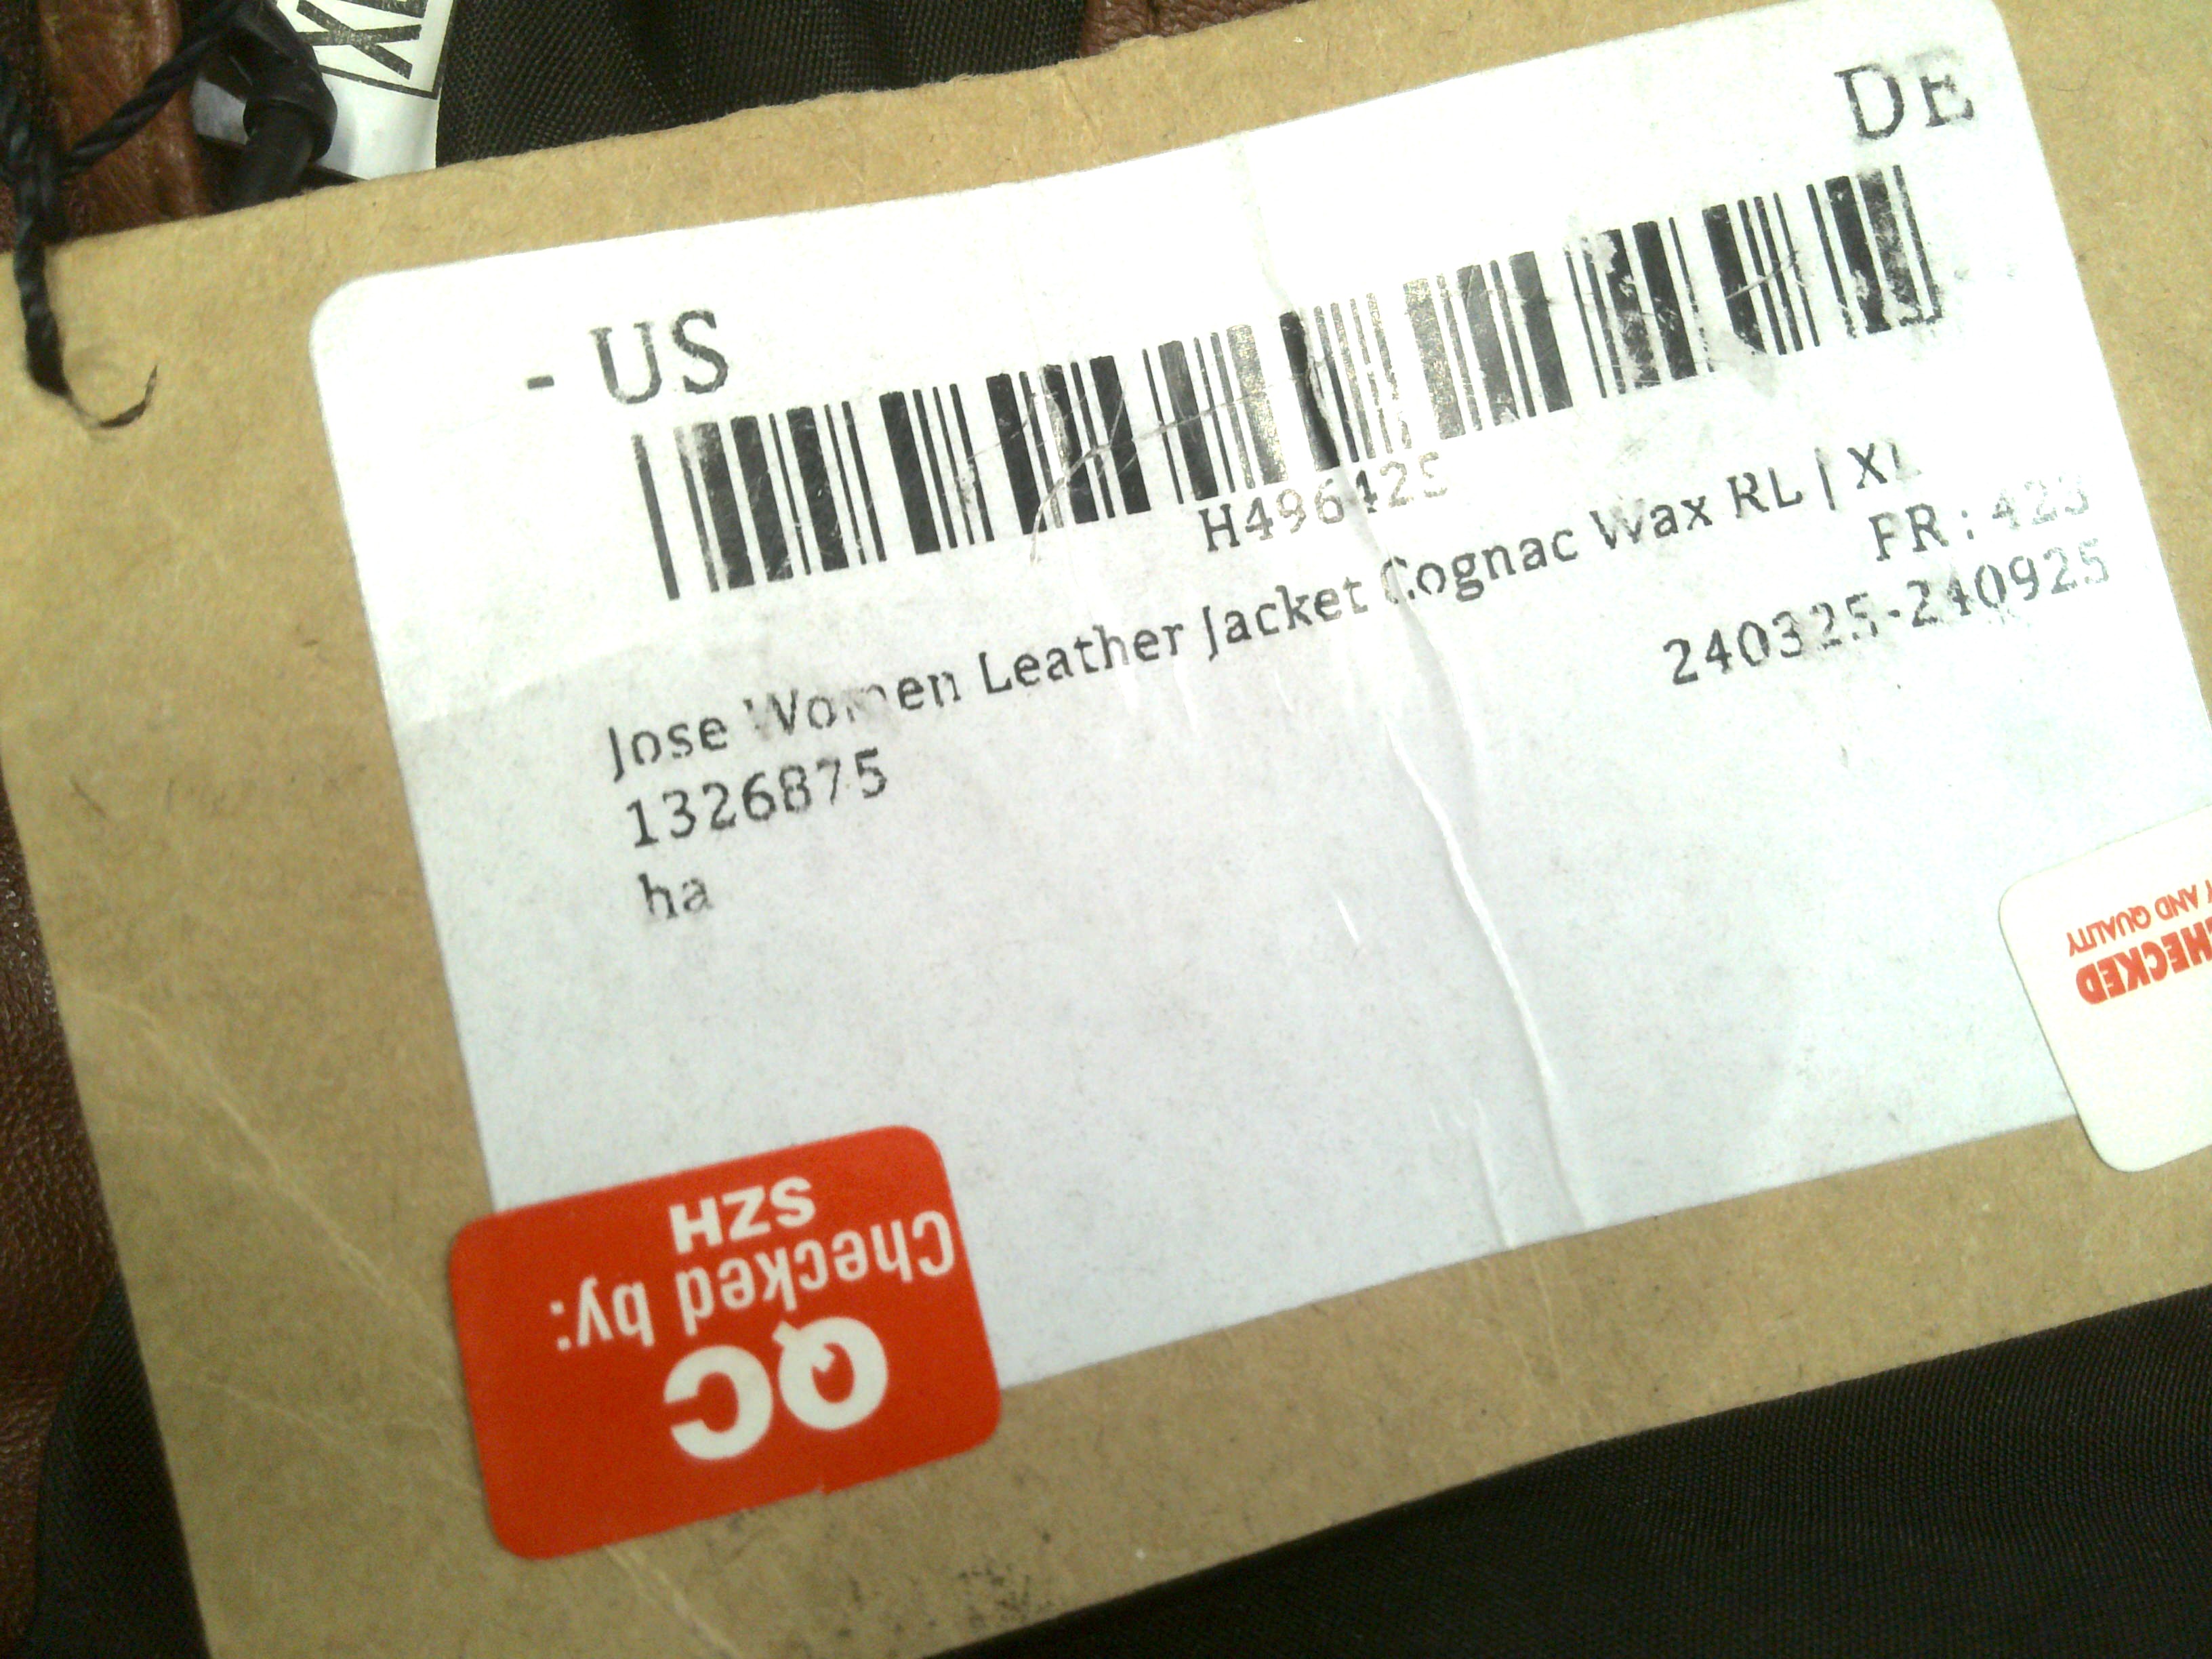 DE
- US
H496425
Jose Women Leather Jacket Cognac Wax RL | XL
FR : 423
1326875
240325-240925
ha
CHECKED
AND QUALITY
QC
Checked by:
SZH